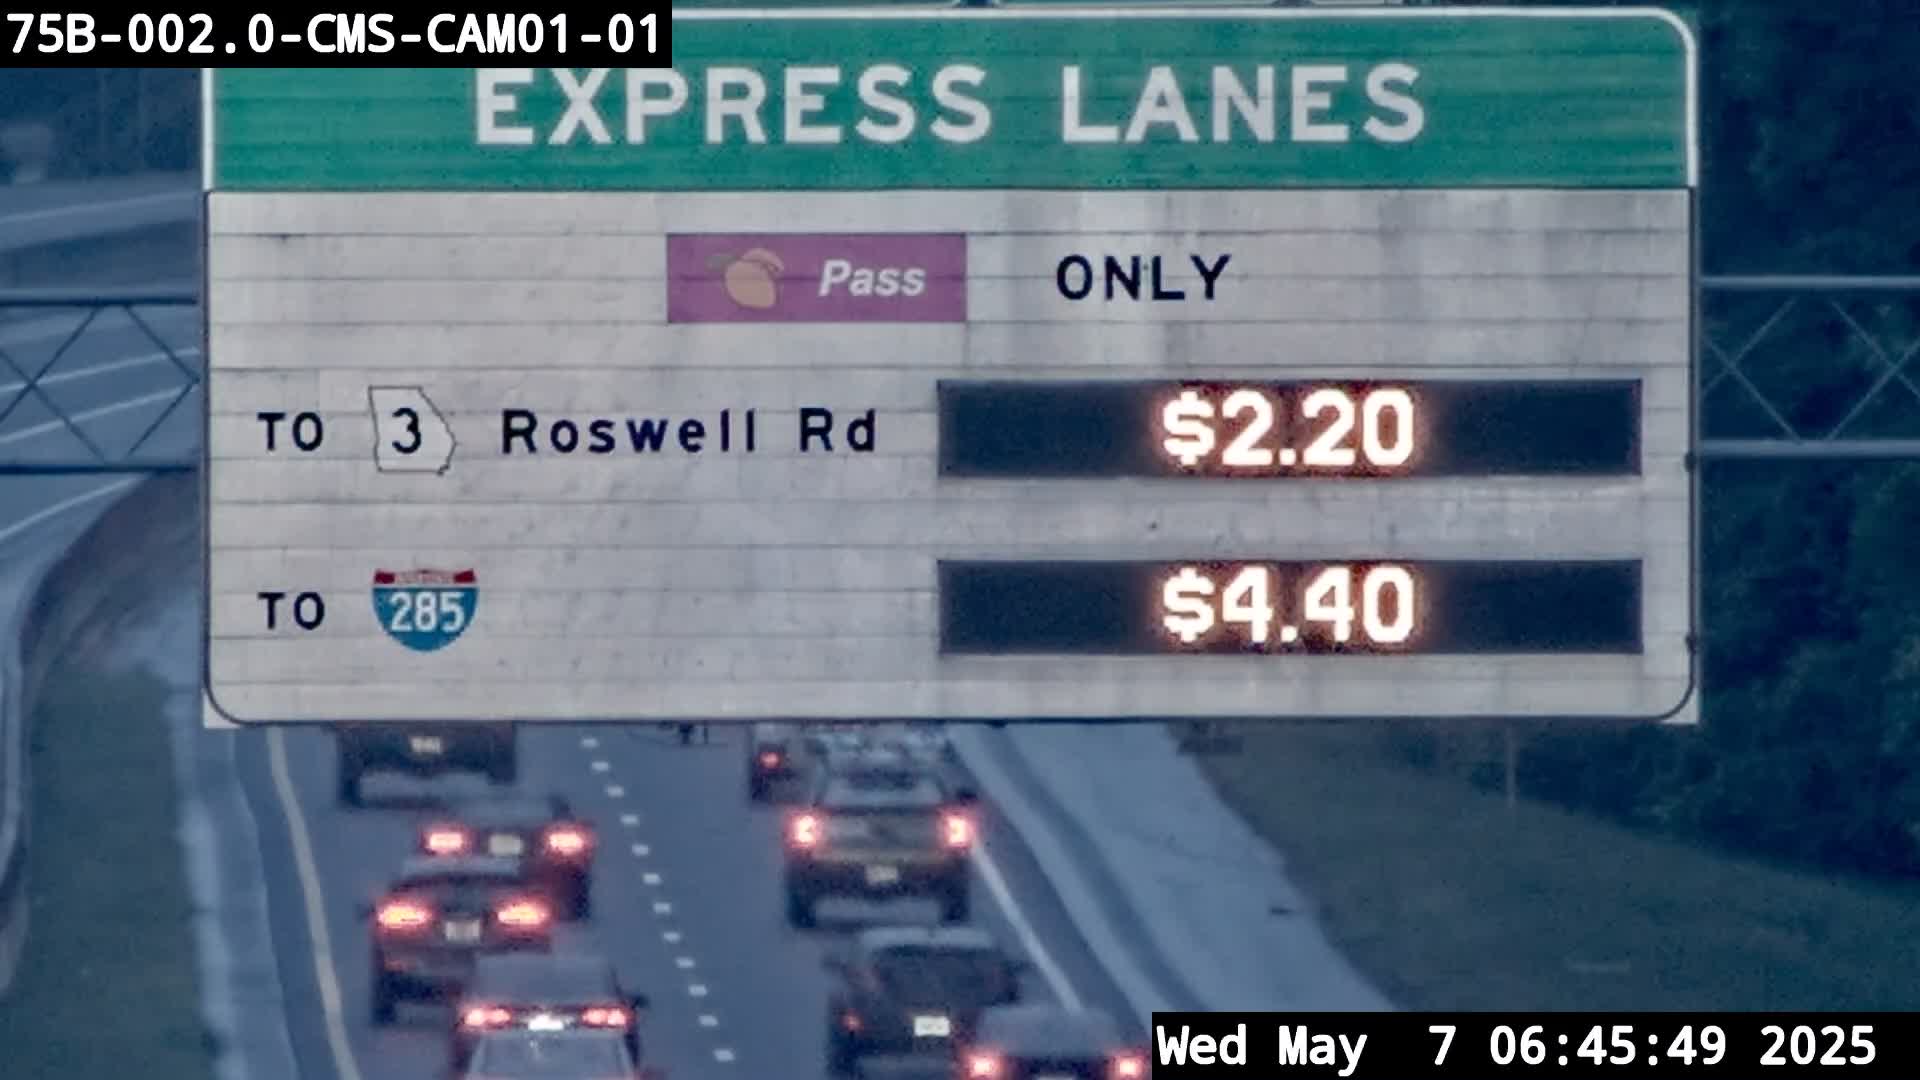 75B-002.0-CMS-CAM01-01
EXPRESS LANES
Pass ONLY
TO 3 Roswell Rd $2.20
TO 285 $4.40
Wed May 7 06:45:49 2025